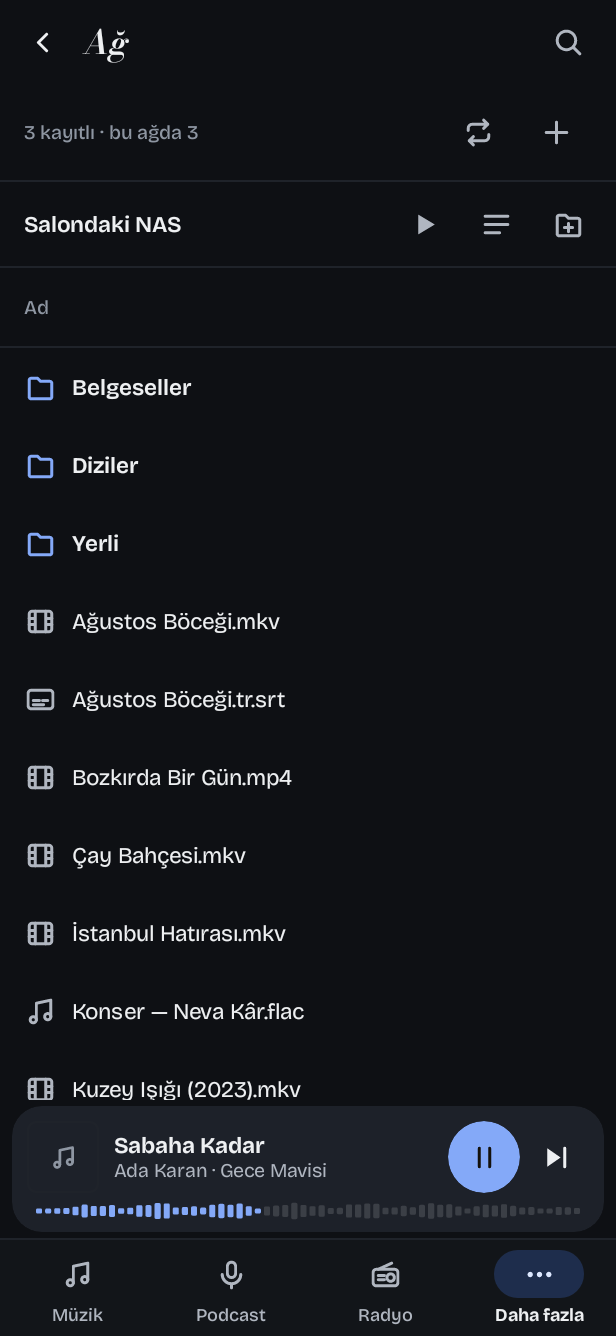 Ağ
3 kayıtlı · bu ağda 3
Salondaki NAS
Ad
Belgeseller
Diziler
Yerli
Ağustos Böceği.mkv
Ağustos Böceği.tr.srt
Bozkırda Bir Gün.mp4
Çay Bahçesi.mkv
İstanbul Hatırası.mkv
Konser — Neva Kâr.flac
Kuzey Işığı (2023).mkv
Sabaha Kadar
Ada Karan · Gece Mavisi
Müzik
Podcast
Radyo
Daha fazla